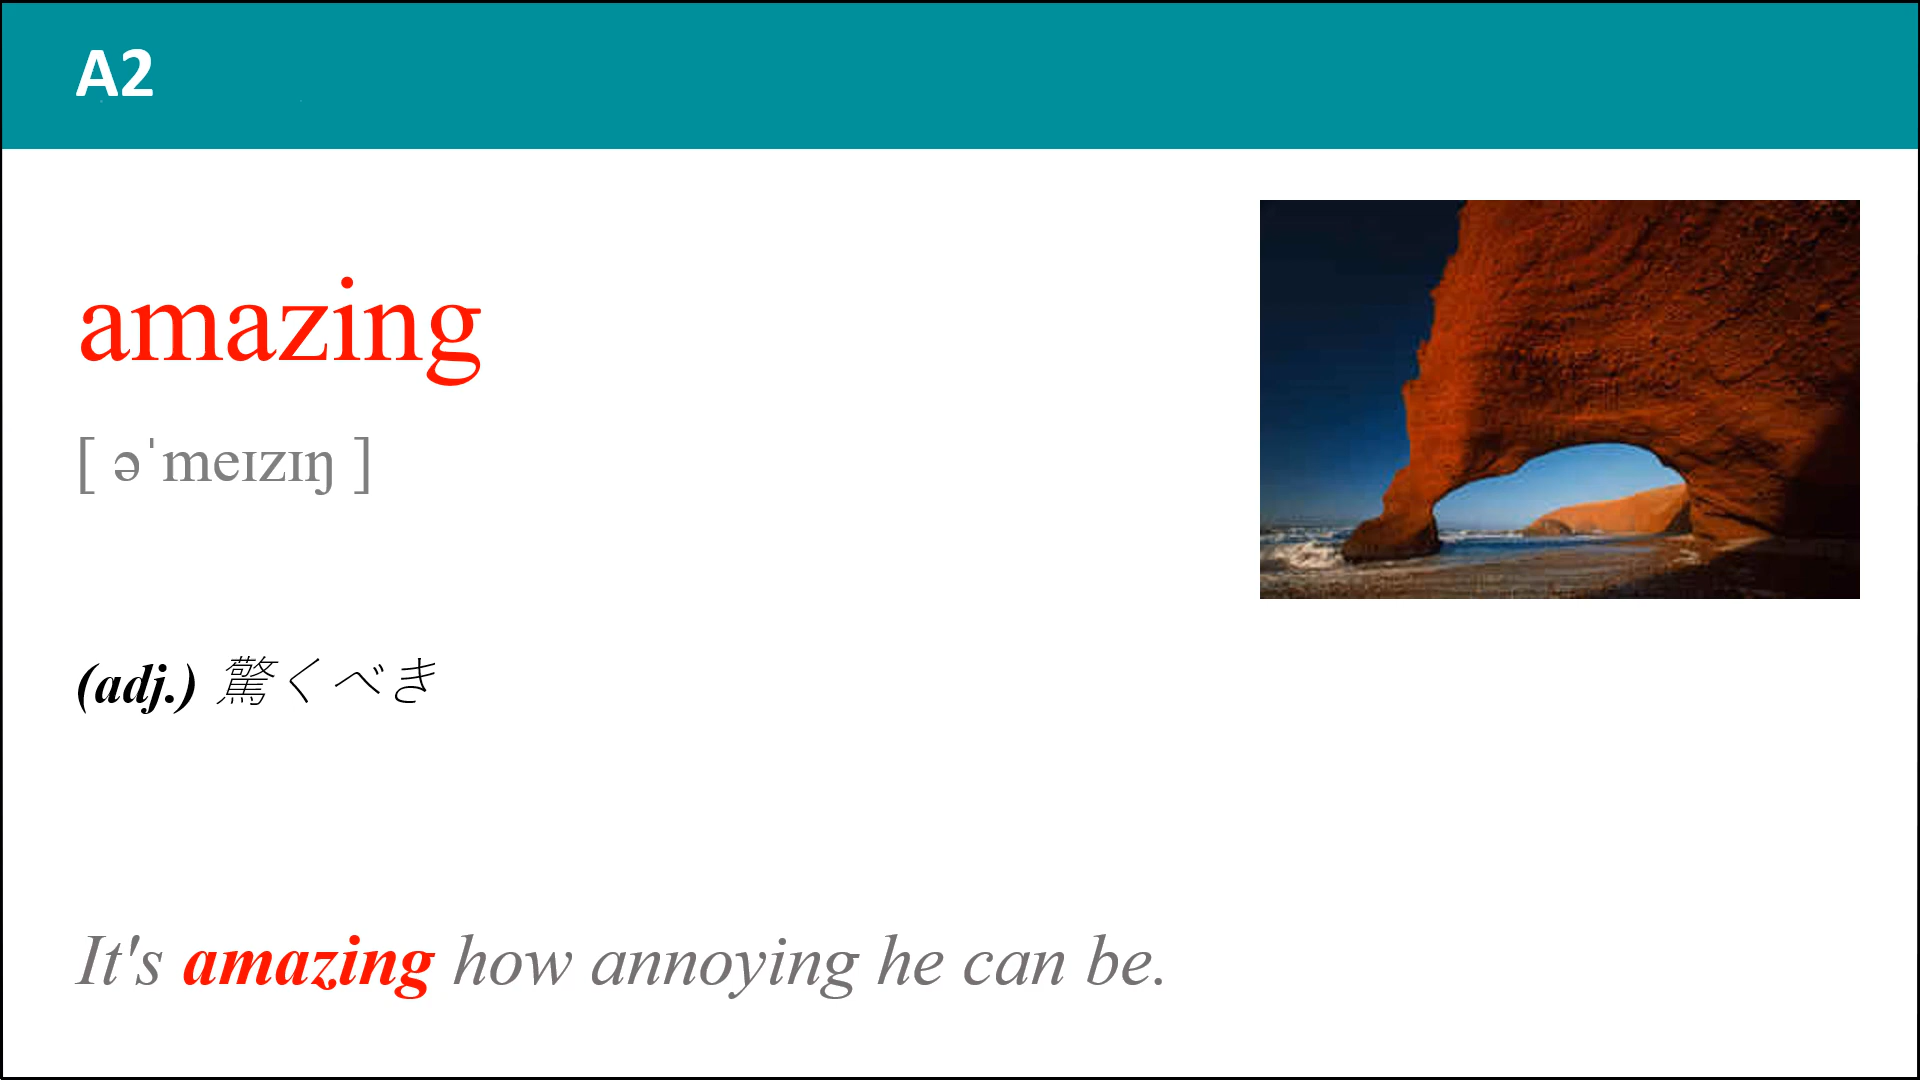 A2
amazing
[ əˈmeɪzɪŋ ]
(adj.) 驚くべき
It's amazing how annoying he can be.